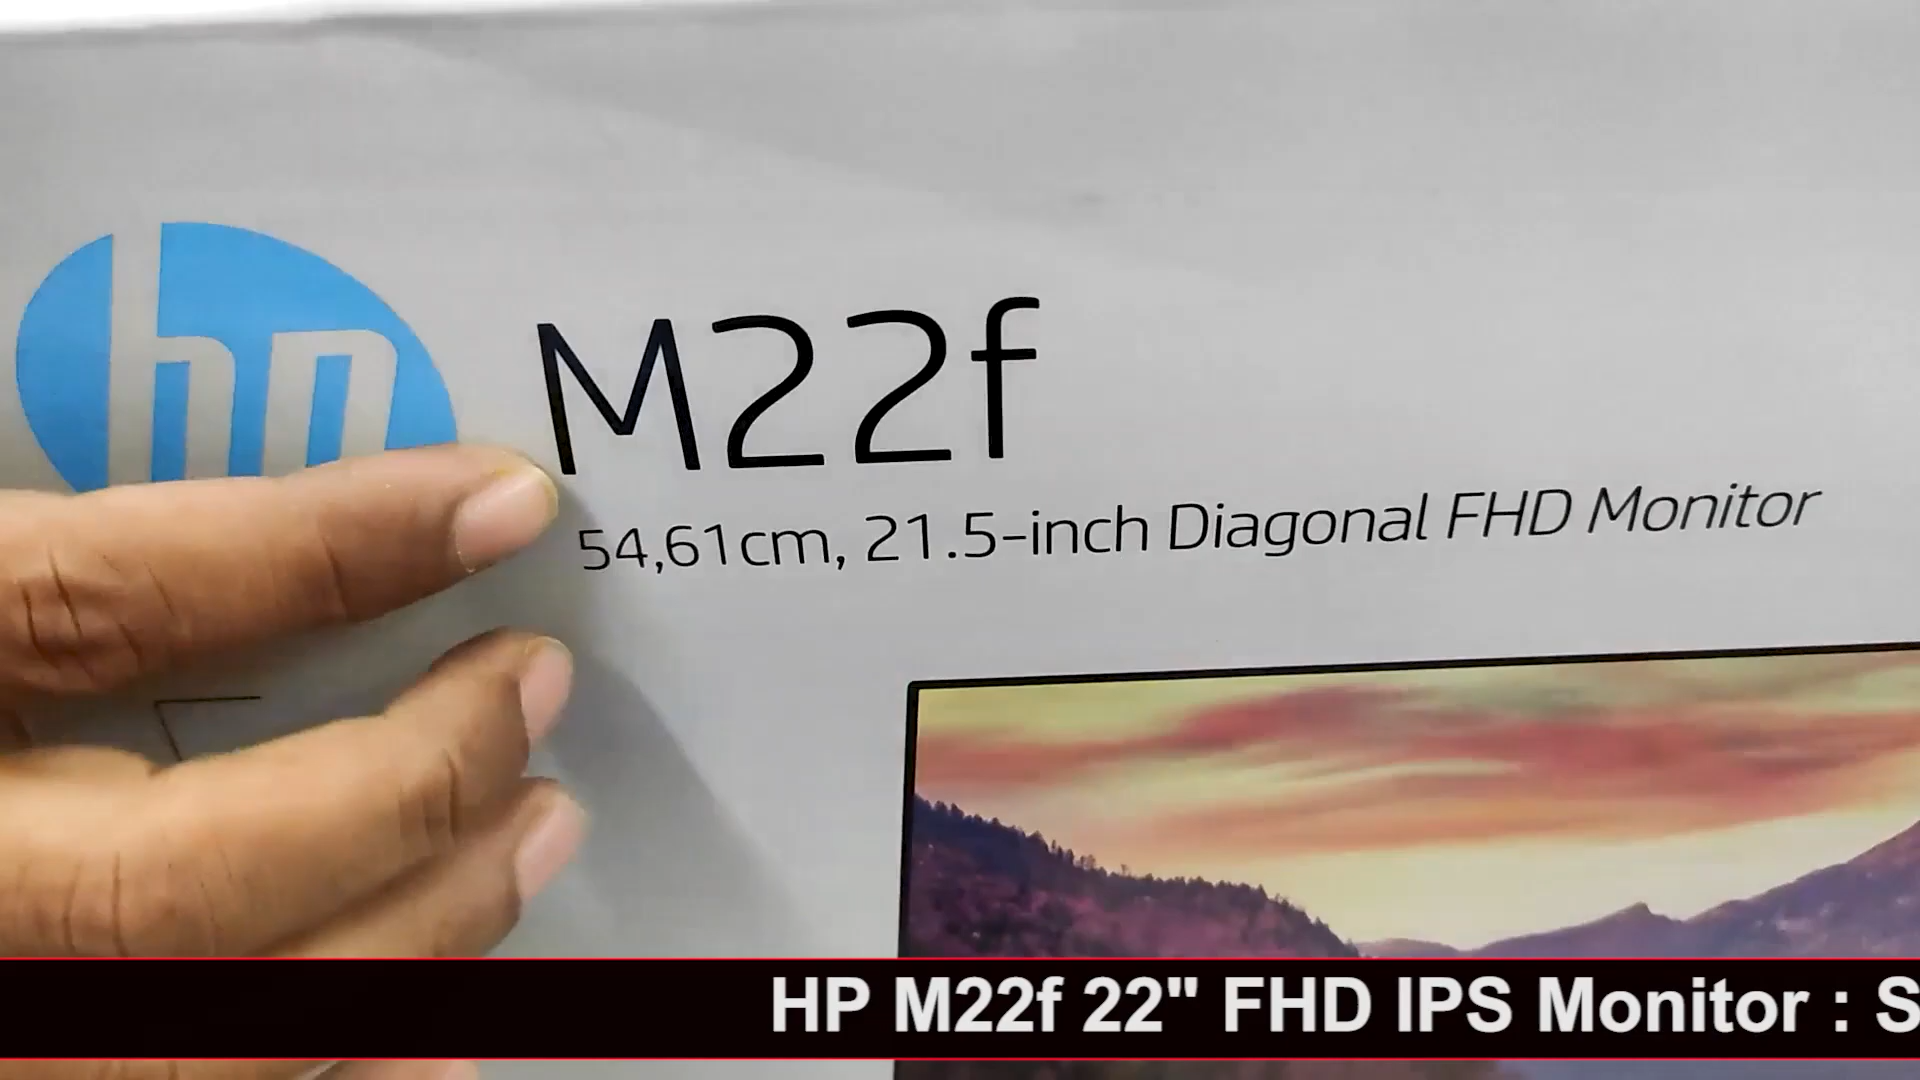 hp
M22f
54,61cm, 21.5-inch Diagonal FHD Monitor
HP M22f 22" FHD IPS Monitor : S